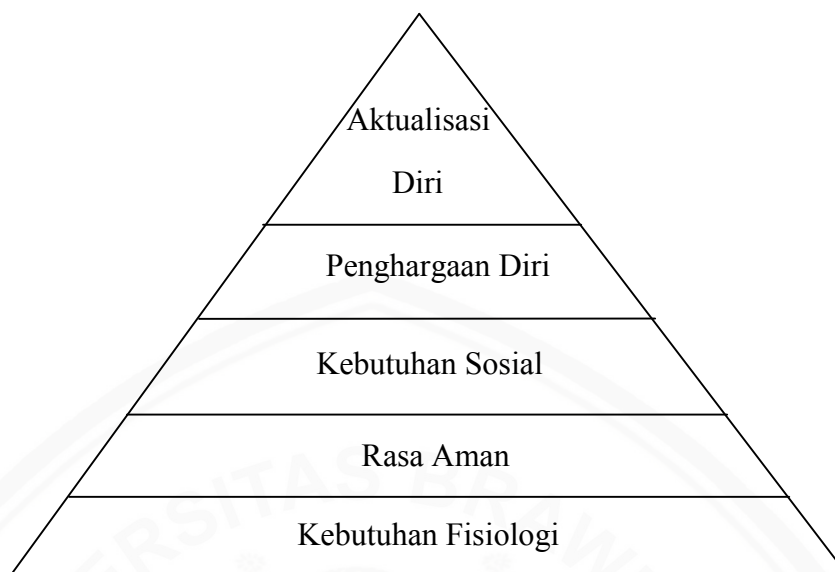 Aktualisasi
Diri
Penghargaan Diri
Kebutuhan Sosial
Rasa Aman
Kebutuhan Fisiologi